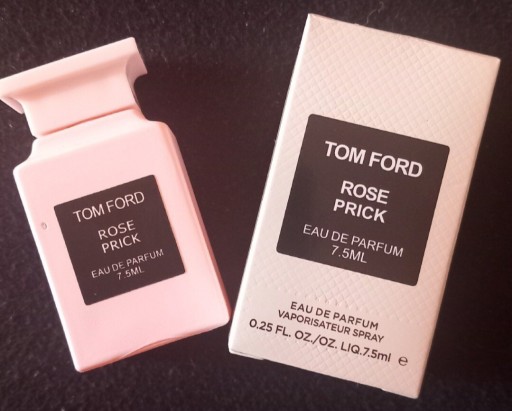 TOM FORD
ROSE
PRICK
EAU DE PARFUM
7.5ML
TOM FORD
ROSE
PRICK
EAU DE PARFUM
7.5ML
EAU DE PARFUM
VAPORISATEUR SPRAY
0.25 FL. OZ./OZ. LIQ.7.5ml ℮